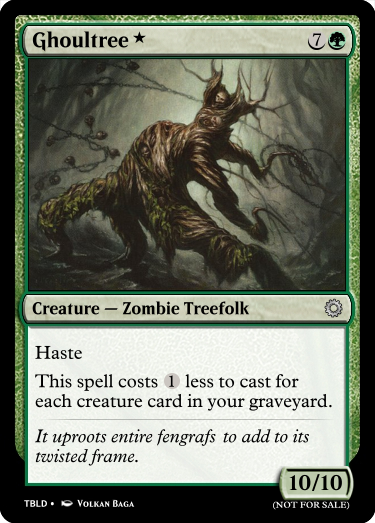 Ghoultree ★ 7
Creature — Zombie Treefolk
Haste
This spell costs 1 less to cast for
each creature card in your graveyard.
It uproots entire fengrafs to add to its
twisted frame.
10/10
TBLD • Volkan Baga
(NOT FOR SALE)